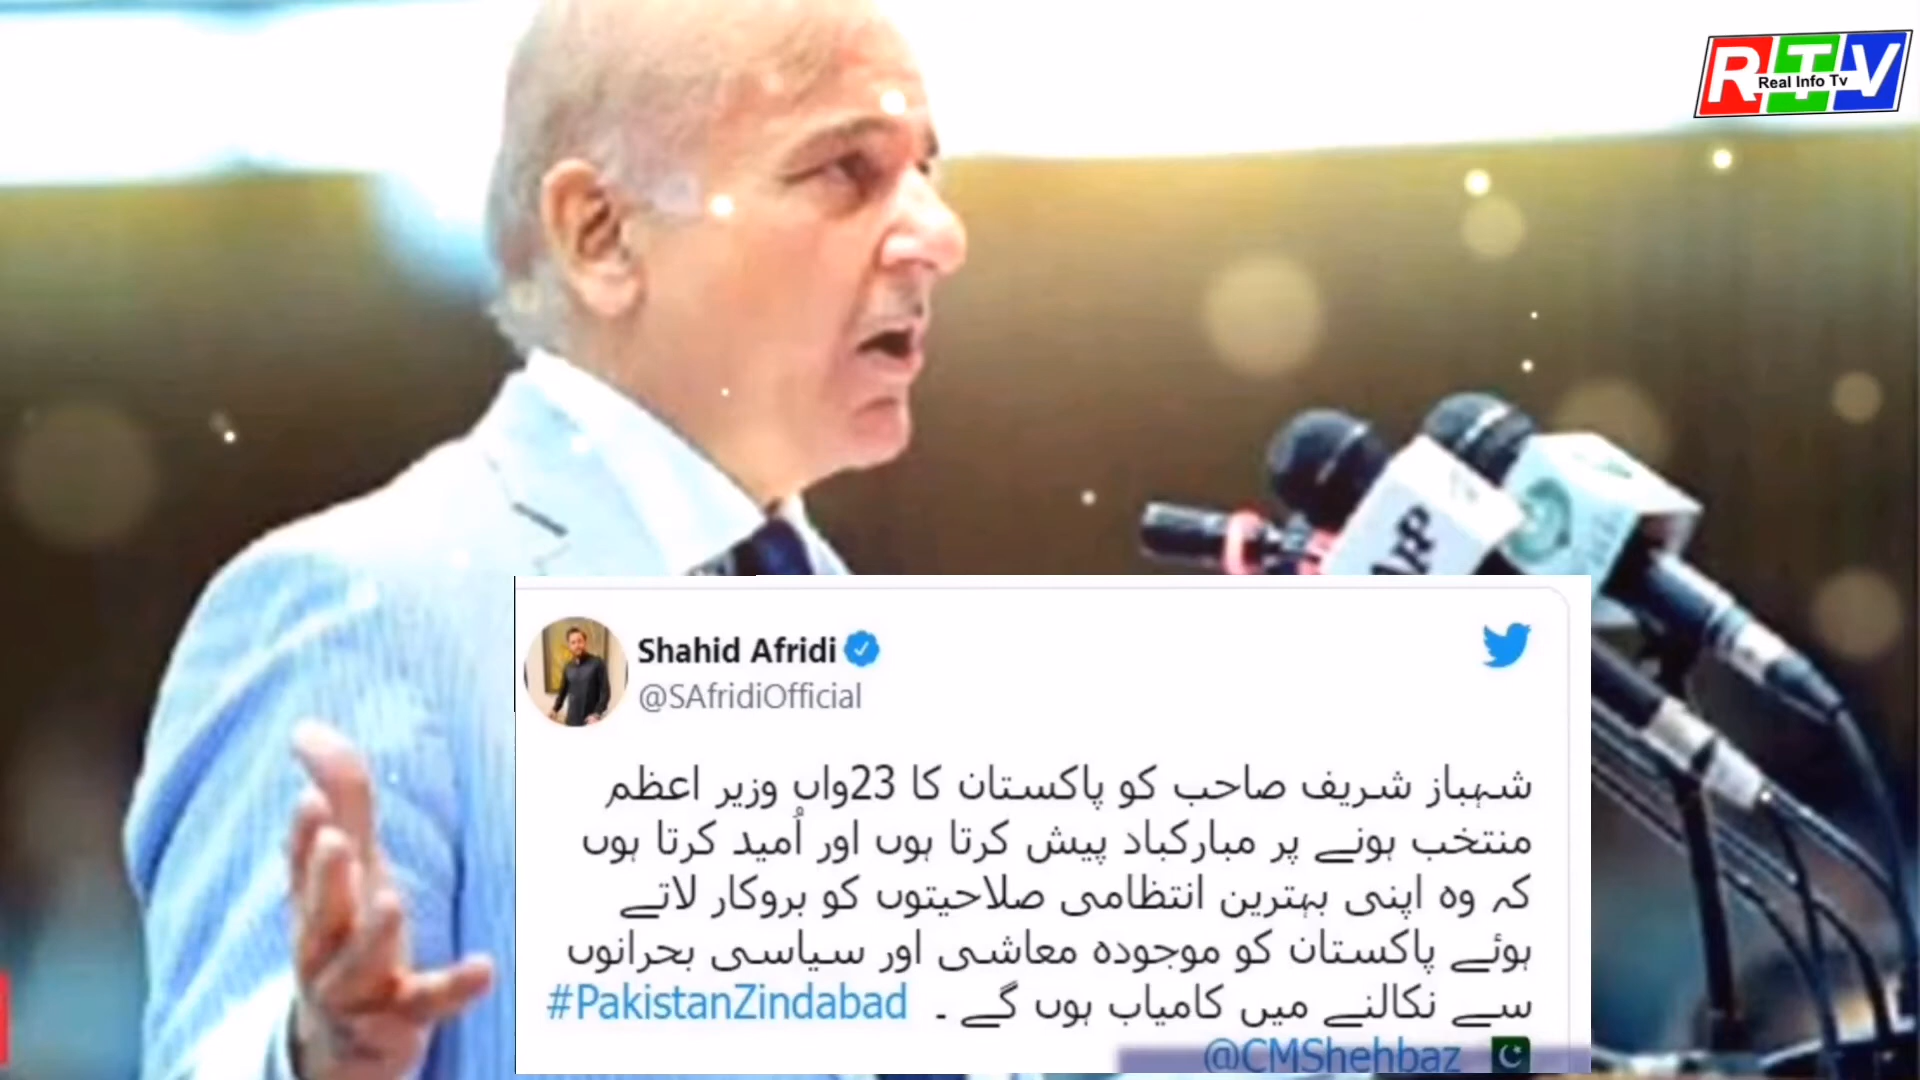 RTV
Real Info Tv
Shahid Afridi
@SAfridiOfficial
شہباز شریف صاحب کو پاکستان کا 23واں وزیر اعظم
منتخب ہونے پر مبارکباد پیش کرتا ہوں اور اُمید کرتا ہوں
کہ وہ اپنی بہترین انتظامی صلاحیتوں کو بروکار لاتے
ہوئے پاکستان کو موجودہ معاشی اور سیاسی بحرانوں
سے نکالنے میں کامیاب ہوں گے ۔ #PakistanZindabad
@CMShehbaz